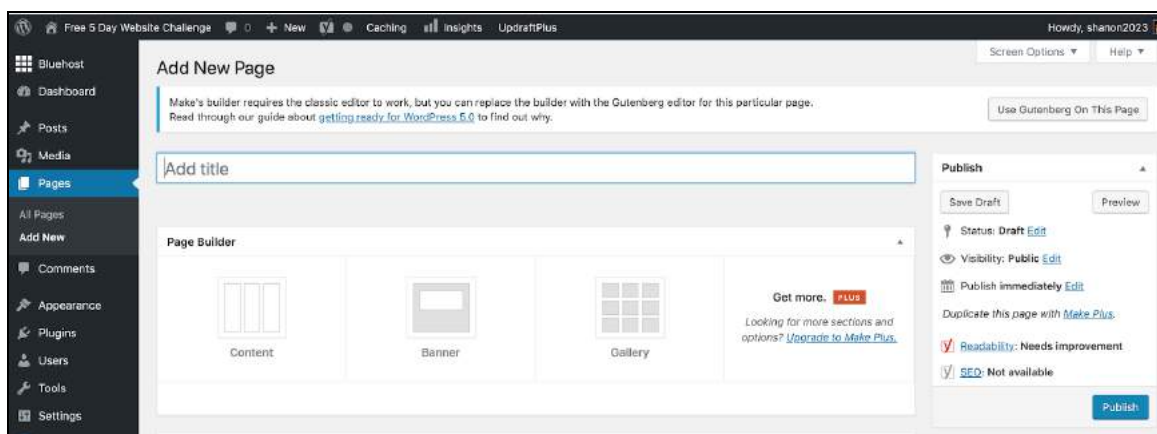 Free 5 Day Website Challenge 0 + New Caching Insights UpdraftPlus Howdy, shanon2023
Screen Options ▼ Help ▼
Bluehost
Dashboard
Posts
Media
Pages
All Pages
Add New
Comments
Appearance
Plugins
Users
Tools
Settings
Add New Page
Make's builder requires the classic editor to work, but you can replace the builder with the Gutenberg editor for this particular page.
Read through our guide about getting ready for WordPress 5.0 to find out why.
Use Gutenberg On This Page
Add title
Page Builder
Content
Banner
Gallery
Get more. PLUS
Looking for more sections and
options? Upgrade to Make Plus.
Publish
Save Draft Preview
Status: Draft Edit
Visibility: Public Edit
Publish immediately Edit
Duplicate this page with Make Plus.
Readability: Needs improvement
SEO: Not available
Publish